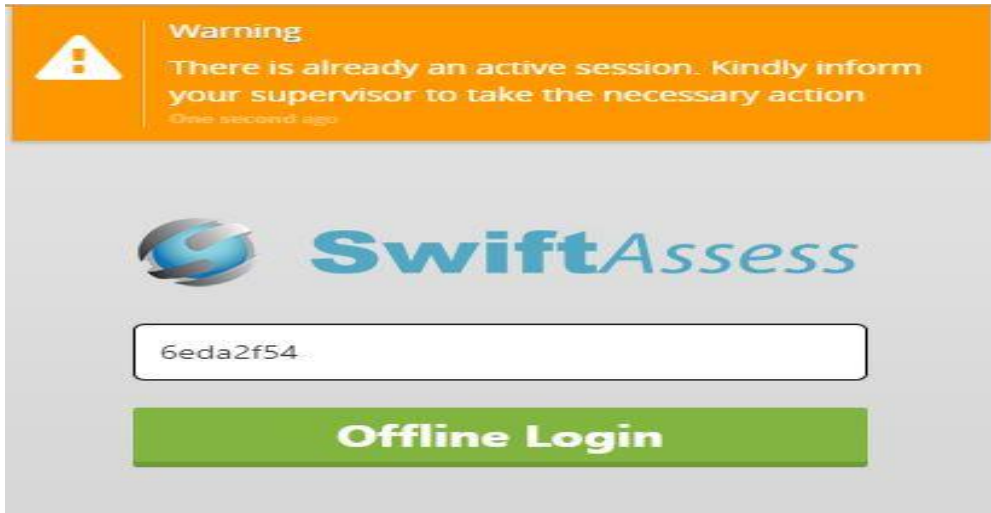 Warning
There is already an active session. Kindly inform
your supervisor to take the necessary action
One second ago
SwiftAssess
6eda2f54
Offline Login